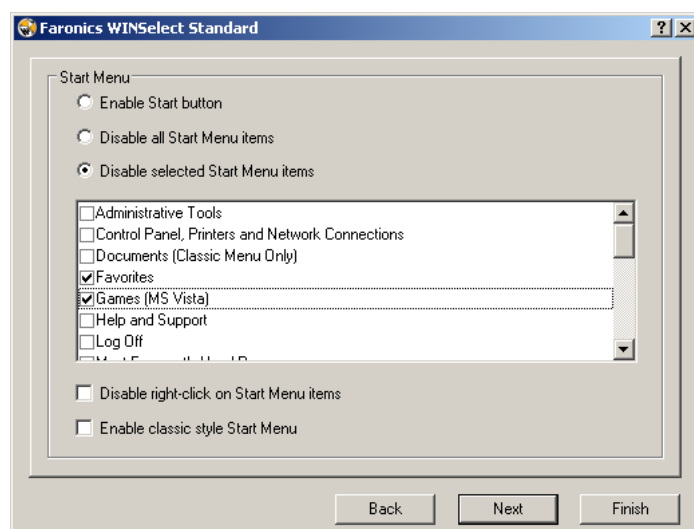 Faronics WINSelect Standard
Start Menu
Enable Start button
Disable all Start Menu items
Disable selected Start Menu items
Administrative Tools
Control Panel, Printers and Network Connections
Documents (Classic Menu Only)
Favorites
Games (MS Vista)
Help and Support
Log Off
Disable right-click on Start Menu items
Enable classic style Start Menu
Back Next Finish